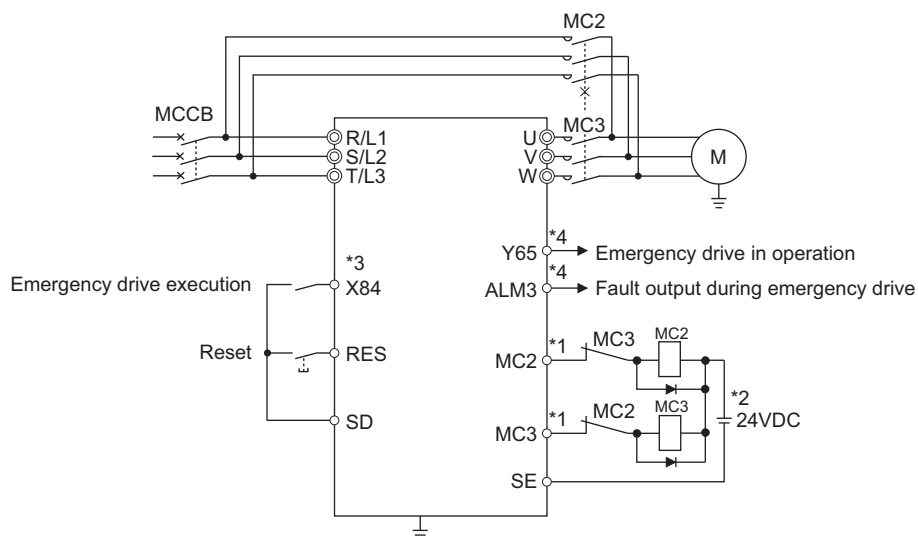 MC2
MCCB
R/L1
S/L2
T/L3
U
V
W
MC3
M
*3
Emergency drive execution
X84
Reset
RES
SD
*4
Y65
Emergency drive in operation
*4
ALM3
Fault output during emergency drive
MC2
*1
MC3
MC2
*2
24VDC
MC3
*1
MC2
MC3
SE